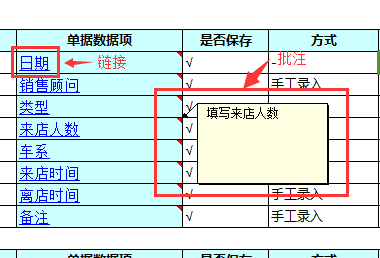 单据数据项 是否保存 方式
日期 链接 √ - 批注
销售顾问 √ 手工录入
类型 √
填写来店人数
来店人数 √
车系 √
来店时间 √
离店时间 √ 手工录入
备注 √ 手工录入
单据数据项 是否保存 方式